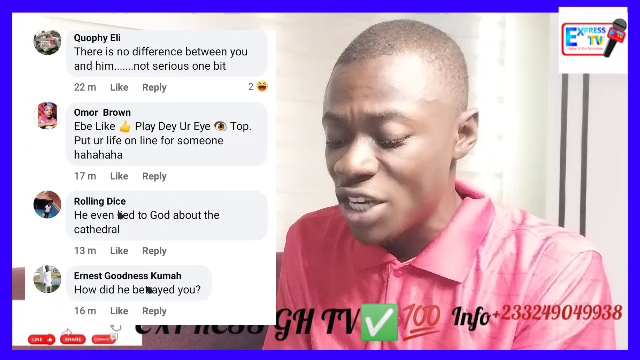 Quophy Eli
There is no difference between you
and him.......not serious one bit
22 m Like Reply 2 😆
Omor Brown
Ebe Like 👍 Play Dey Ur Eye 👁 Top.
Put ur life on line for someone
hahahaha
17 m Like Reply
Rolling Dice
He even lied to God about the
cathedral
13 m Like Reply
Ernest Goodness Kumah
How did he betrayed you?
16 m Like Reply
LIKE SHARE
EXPRESS GH TV ✅ 💯 Info +233249049938
EXPRESS
TV